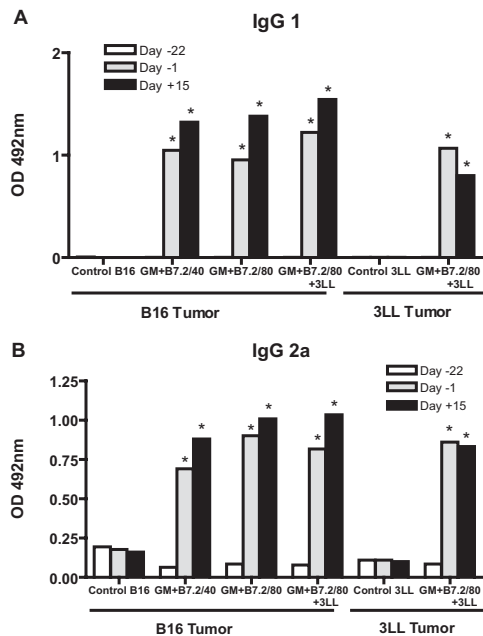 A
IgG 1
Day -22
Day -1
Day +15
OD 492nm
2
1
0
* * * * * * * *
Control B16 GM+B7.2/40 GM+B7.2/80 GM+B7.2/80 Control 3LL GM+B7.2/80
+3LL +3LL
B16 Tumor 3LL Tumor
B
IgG 2a
Day -22
Day -1
Day +15
OD 492nm
1.25
1.00
0.75
0.50
0.25
0.00
* * * * * * * *
Control B16 GM+B7.2/40 GM+B7.2/80 GM+B7.2/80 Control 3LL GM+B7.2/80
+3LL +3LL
B16 Tumor 3LL Tumor